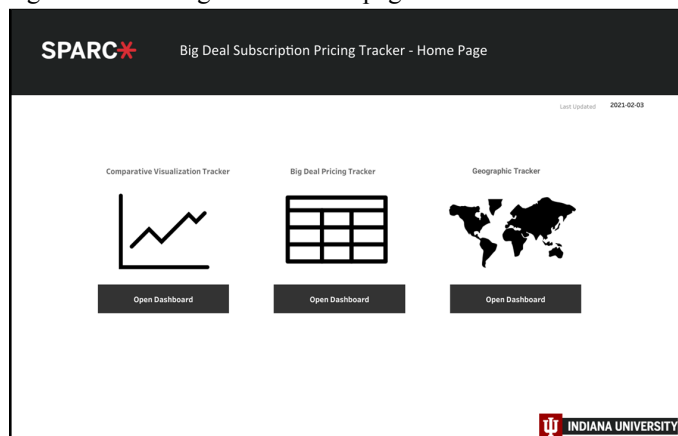 SPARC
Big Deal Subscription Pricing Tracker - Home Page
Last Updated 2021-02-03
Comparative Visualization Tracker
Big Deal Pricing Tracker
Geographic Tracker
Open Dashboard
Open Dashboard
Open Dashboard
INDIANA UNIVERSITY